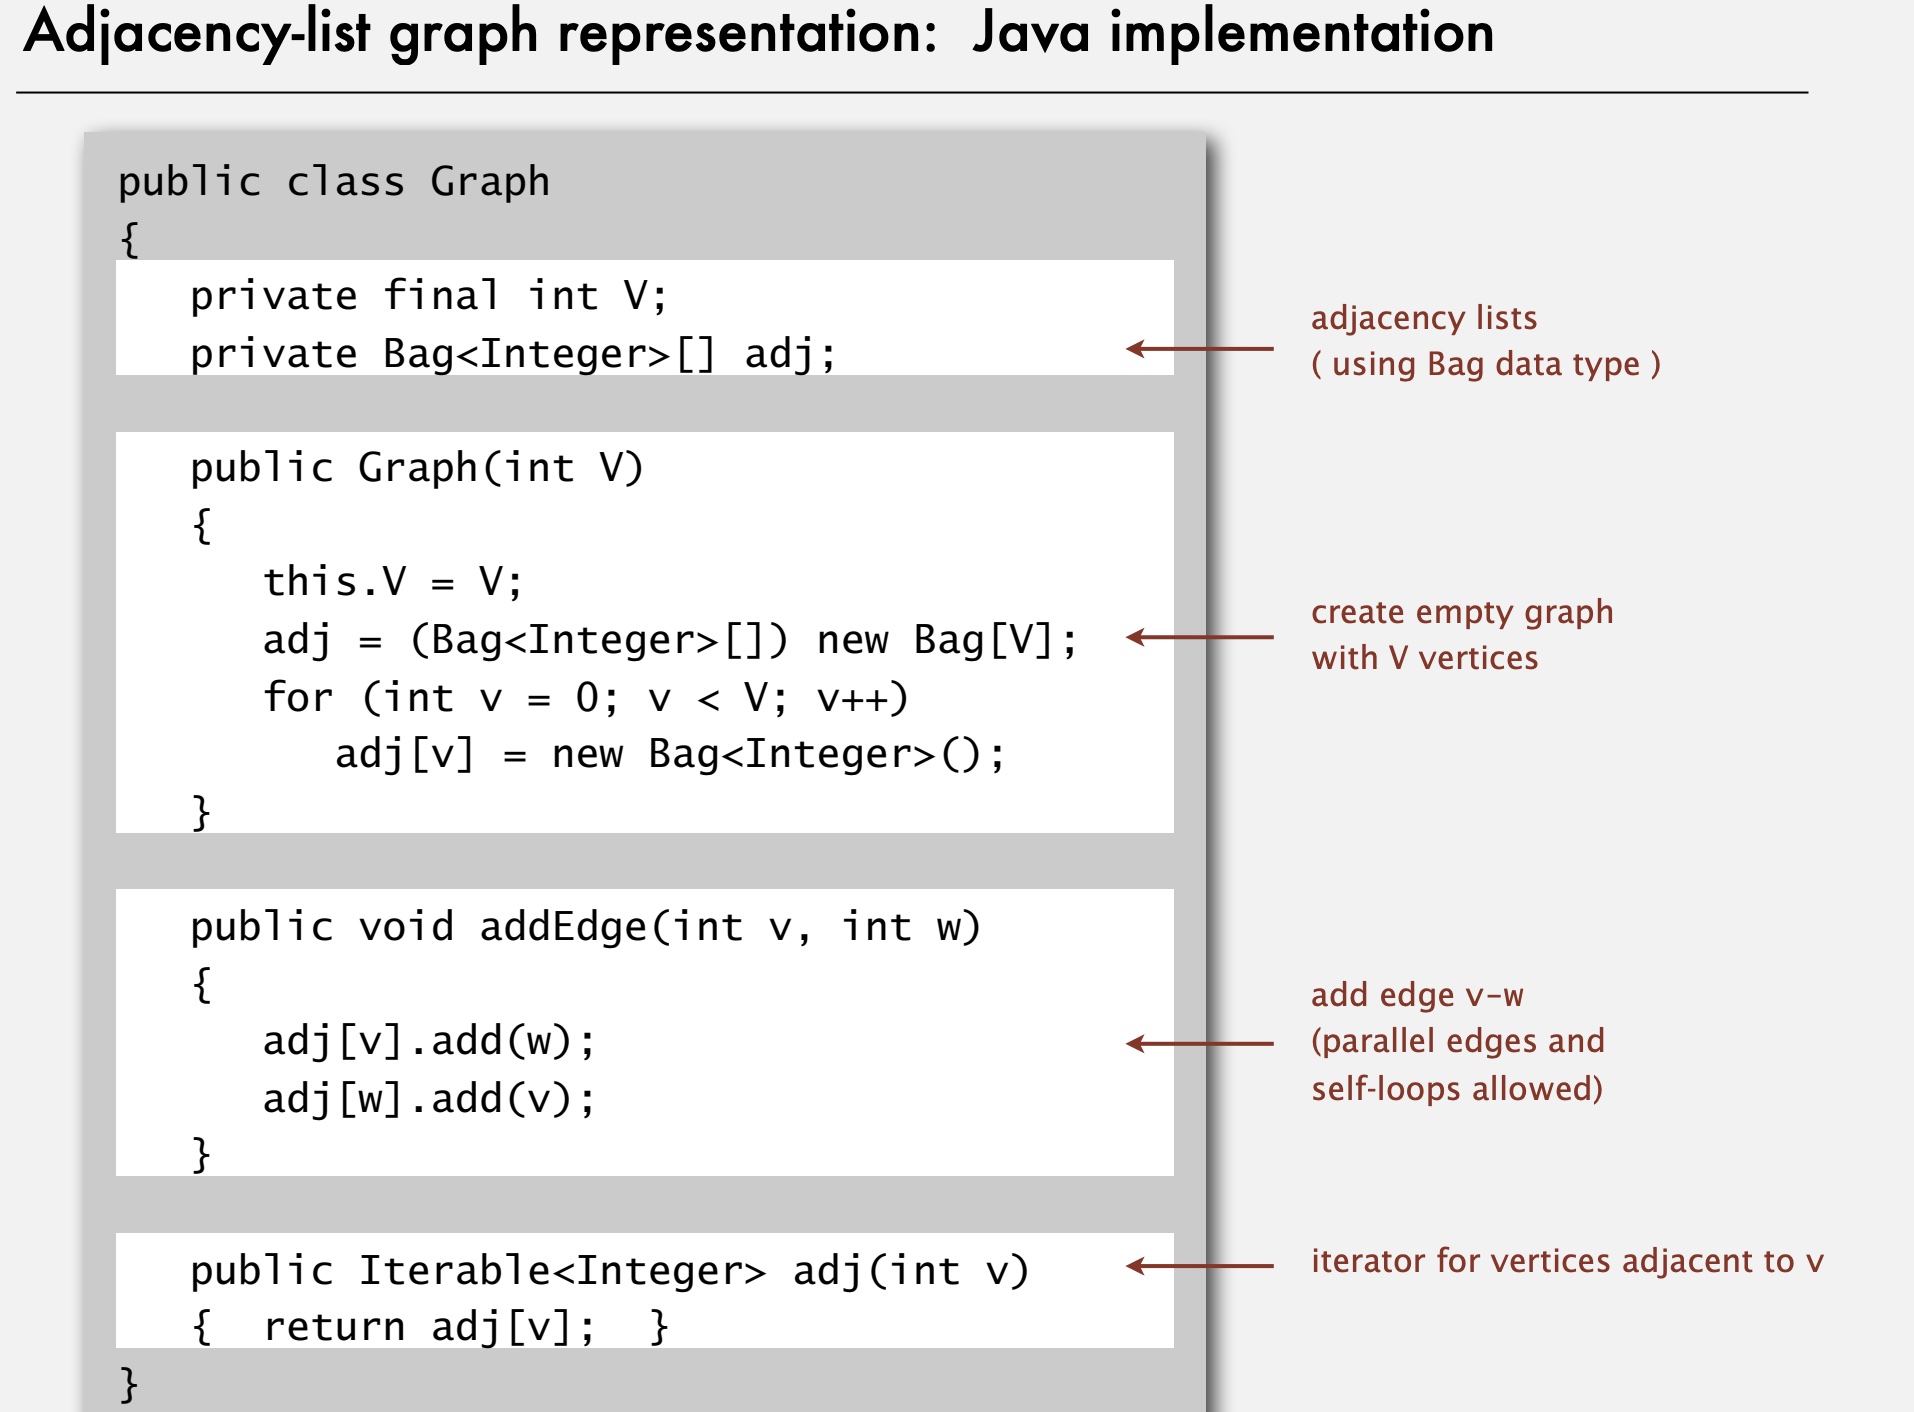 Adjacency-list graph representation:  Java implementation
public class Graph
{
   private final int V;
   private Bag<Integer>[] adj;
adjacency lists
( using Bag data type )
   public Graph(int V)
   {
      this.V = V;
      adj = (Bag<Integer>[]) new Bag[V];
      for (int v = 0; v < V; v++)
         adj[v] = new Bag<Integer>();
   }
create empty graph
with V vertices
   public void addEdge(int v, int w)
   {
      adj[v].add(w);
      adj[w].add(v);
   }
add edge v-w
(parallel edges and
self-loops allowed)
   public Iterable<Integer> adj(int v)
   {  return adj[v];  }
iterator for vertices adjacent to v
}